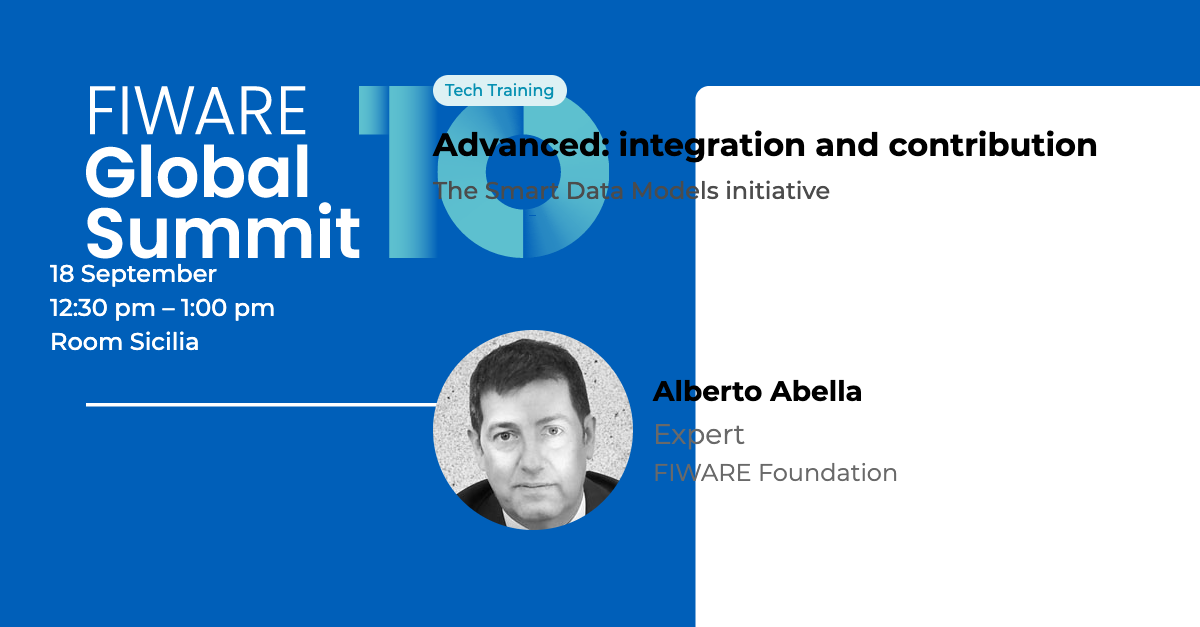 FIWARE
Global
Summit
10
18 September
12:30 pm – 1:00 pm
Room Sicilia
Tech Training
Advanced: integration and contribution
The Smart Data Models initiative
Alberto Abella
Expert
FIWARE Foundation